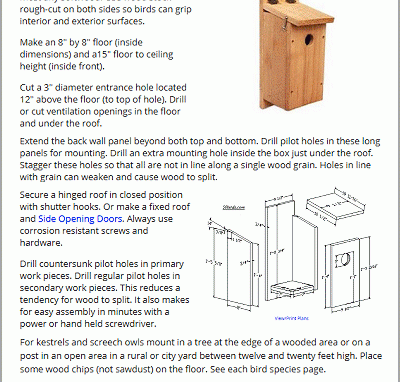 rough-cut on both sides so birds can grip
interior and exterior surfaces.
Make an 8" by 8" floor (inside
dimensions) and a15" floor to ceiling
height (inside front).
Cut a 3" diameter entrance hole located
12" above the floor (to top of hole). Drill
or cut ventilation openings in the floor
and under the roof.
Extend the back wall panel beyond both top and bottom. Drill pilot holes in these long
panels for mounting. Drill an extra mounting hole inside the box just under the roof.
Stagger these holes so that all are not in line along a single wood grain. Holes in line
with grain can weaken and cause wood to split.
Secure a hinged roof in closed position
with shutter hooks. Or make a fixed roof
and Side Opening Doors. Always use
corrosion resistant screws and
hardware.
Drill countersunk pilot holes in primary
work pieces. Drill regular pilot holes in
secondary work pieces. This reduces a
tendency for wood to split. It also makes
for easy assembly in minutes with a
power or hand held screwdriver.
View/Print Plans
For kestrels and screech owls mount in a tree at the edge of a wooded area or on a
post in an open area in a rural or city yard between twelve and twenty feet high. Place
some wood chips (not sawdust) on the floor. See each bird species page.